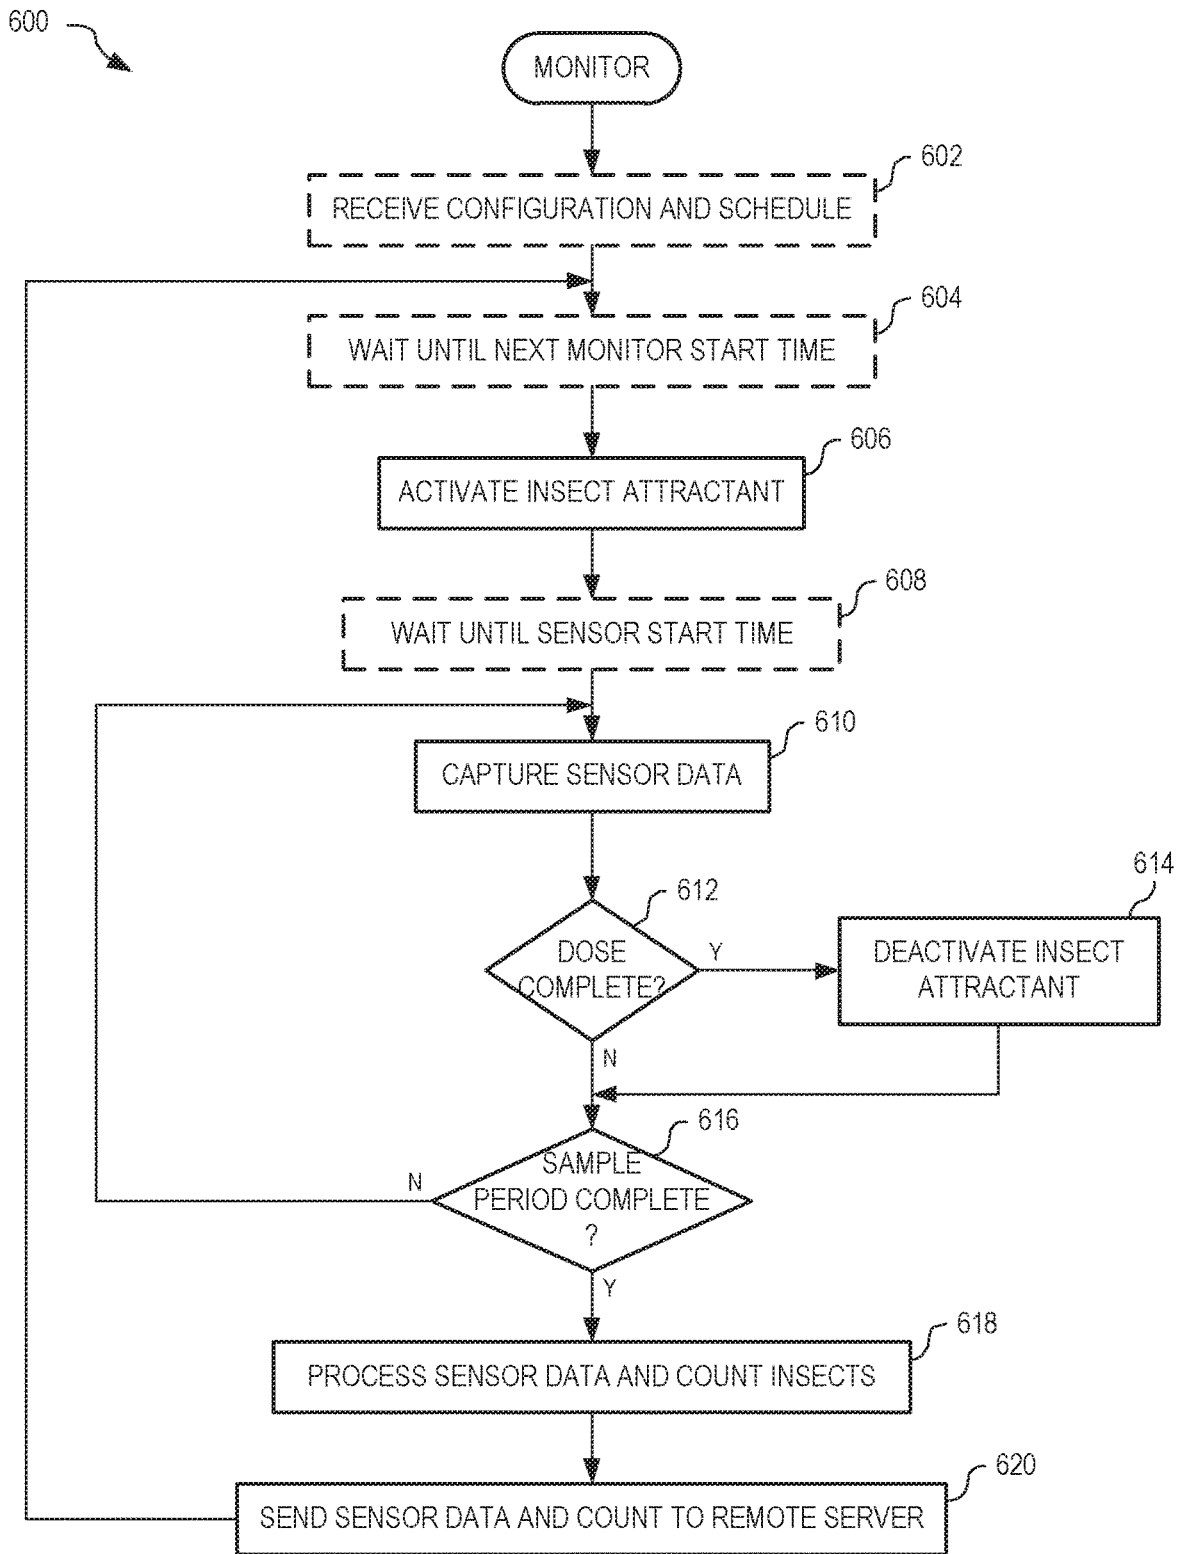 600
MONITOR
602
RECEIVE CONFIGURATION AND SCHEDULE
604
WAIT UNTIL NEXT MONITOR START TIME
606
ACTIVATE INSECT ATTRACTANT
608
WAIT UNTIL SENSOR START TIME
610
CAPTURE SENSOR DATA
612
DOSE
COMPLETE?
Y
614
DEACTIVATE INSECT
ATTRACTANT
N
616
SAMPLE
PERIOD COMPLETE
?
N
Y
618
PROCESS SENSOR DATA AND COUNT INSECTS
620
SEND SENSOR DATA AND COUNT TO REMOTE SERVER